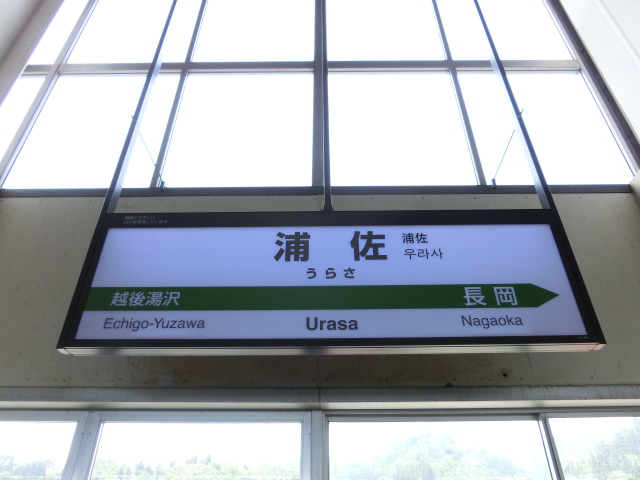 浦佐 浦佐
우라사
うらさ
越後湯沢 長岡
Echigo-Yuzawa Urasa Nagaoka